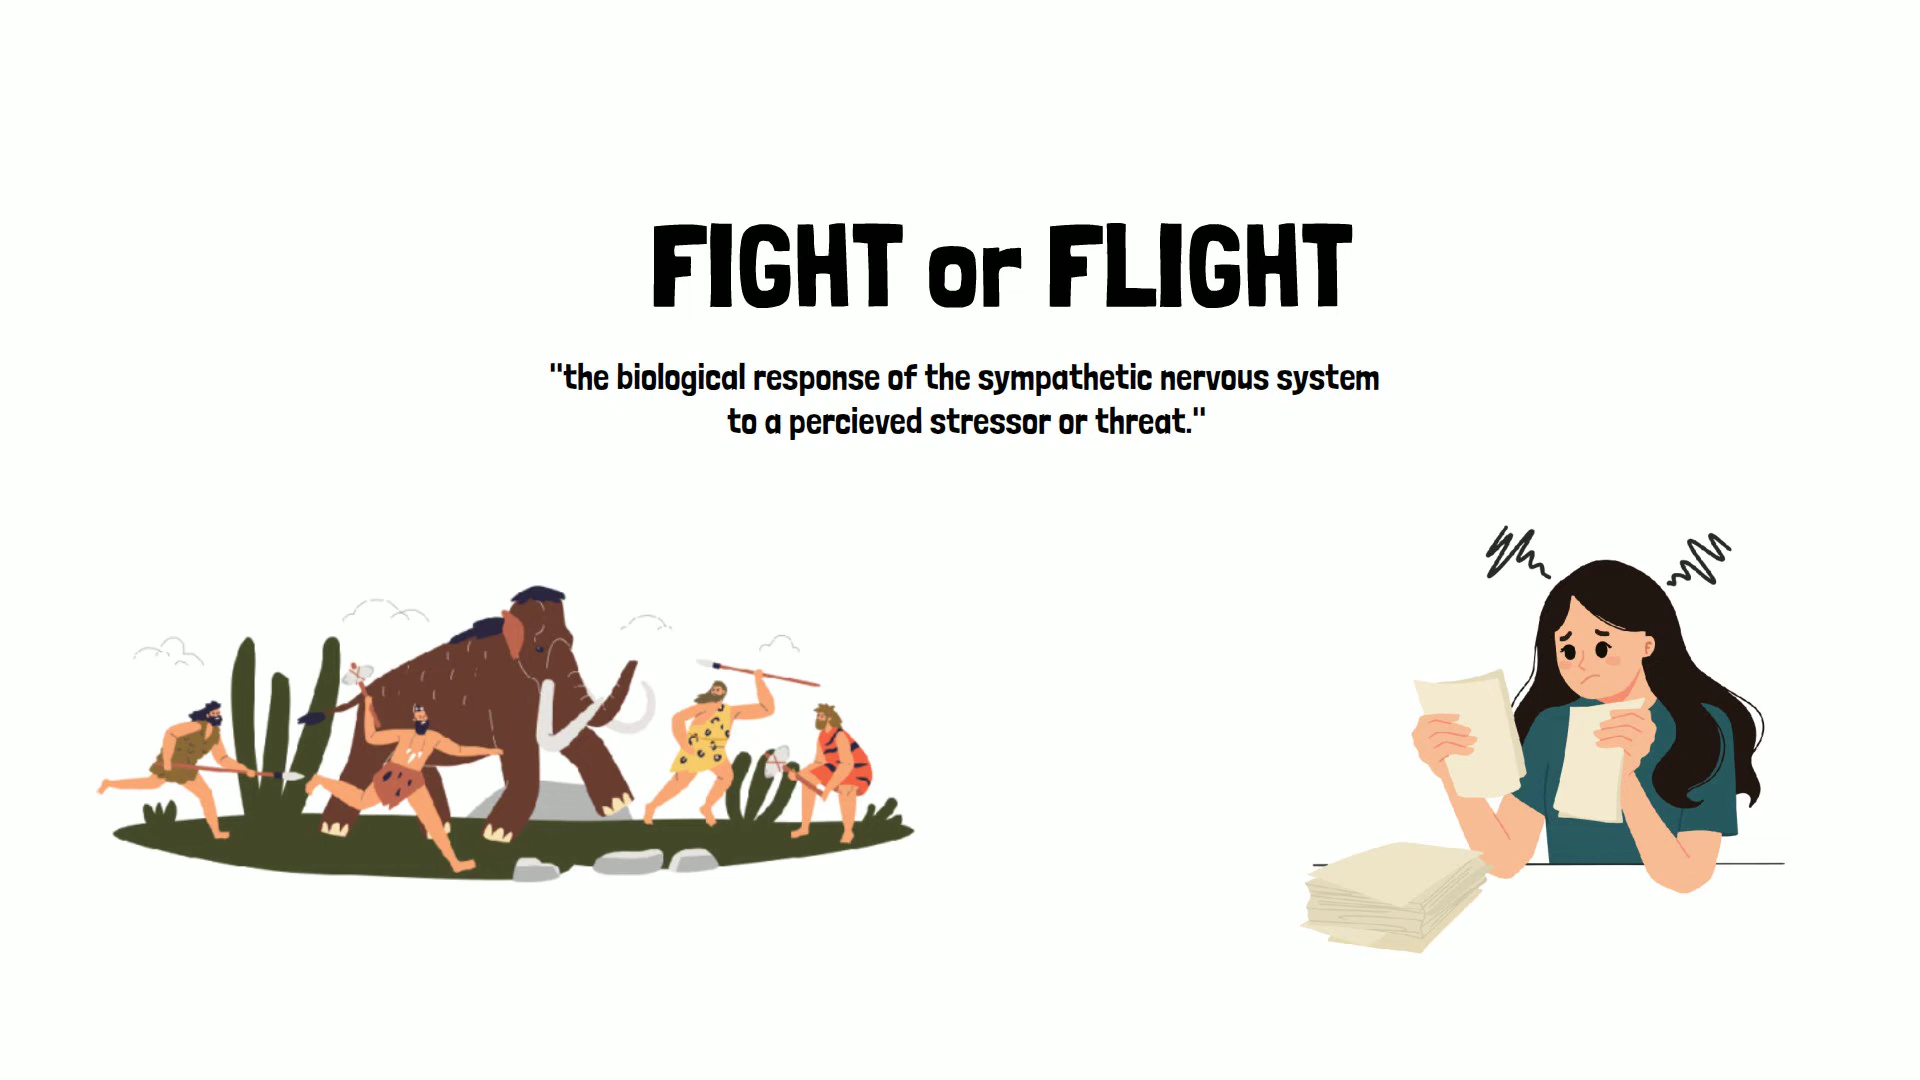 FIGHT or FLIGHT
"the biological response of the sympathetic nervous system
to a percieved stressor or threat."